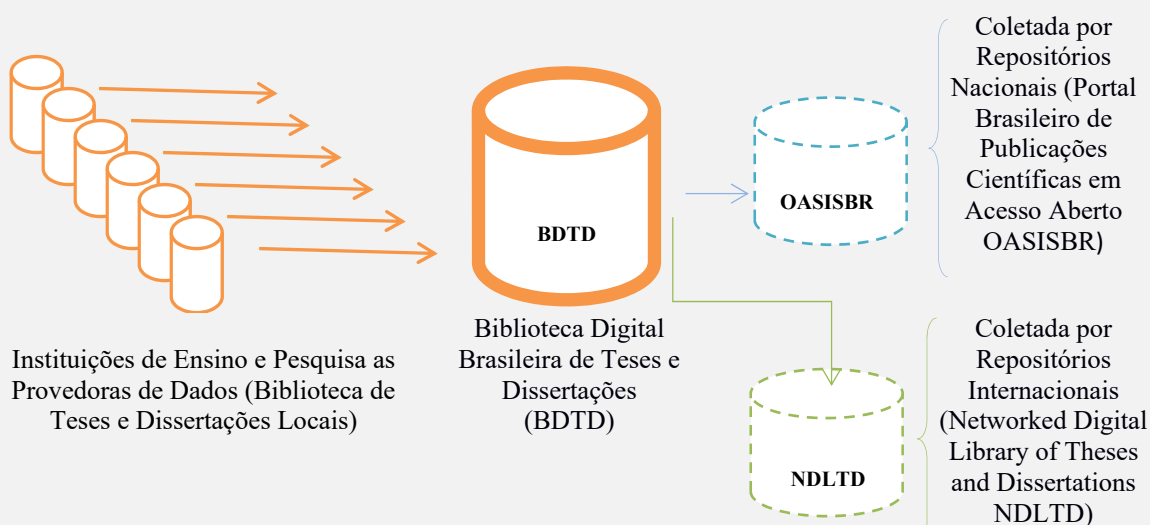 BDTD
Instituições de Ensino e Pesquisa as
Provedoras de Dados (Biblioteca de
Teses e Dissertações Locais)
Biblioteca Digital
Brasileira de Teses e
Dissertações
(BDTD)
OASISBR
Coletada por
Repositórios
Nacionais (Portal
Brasileiro de
Publicações
Científicas em
Acesso Aberto
OASISBR)
NDLTD
Coletada por
Repositórios
Internacionais
(Networked Digital
Library of Theses
and Dissertations
NDLTD)